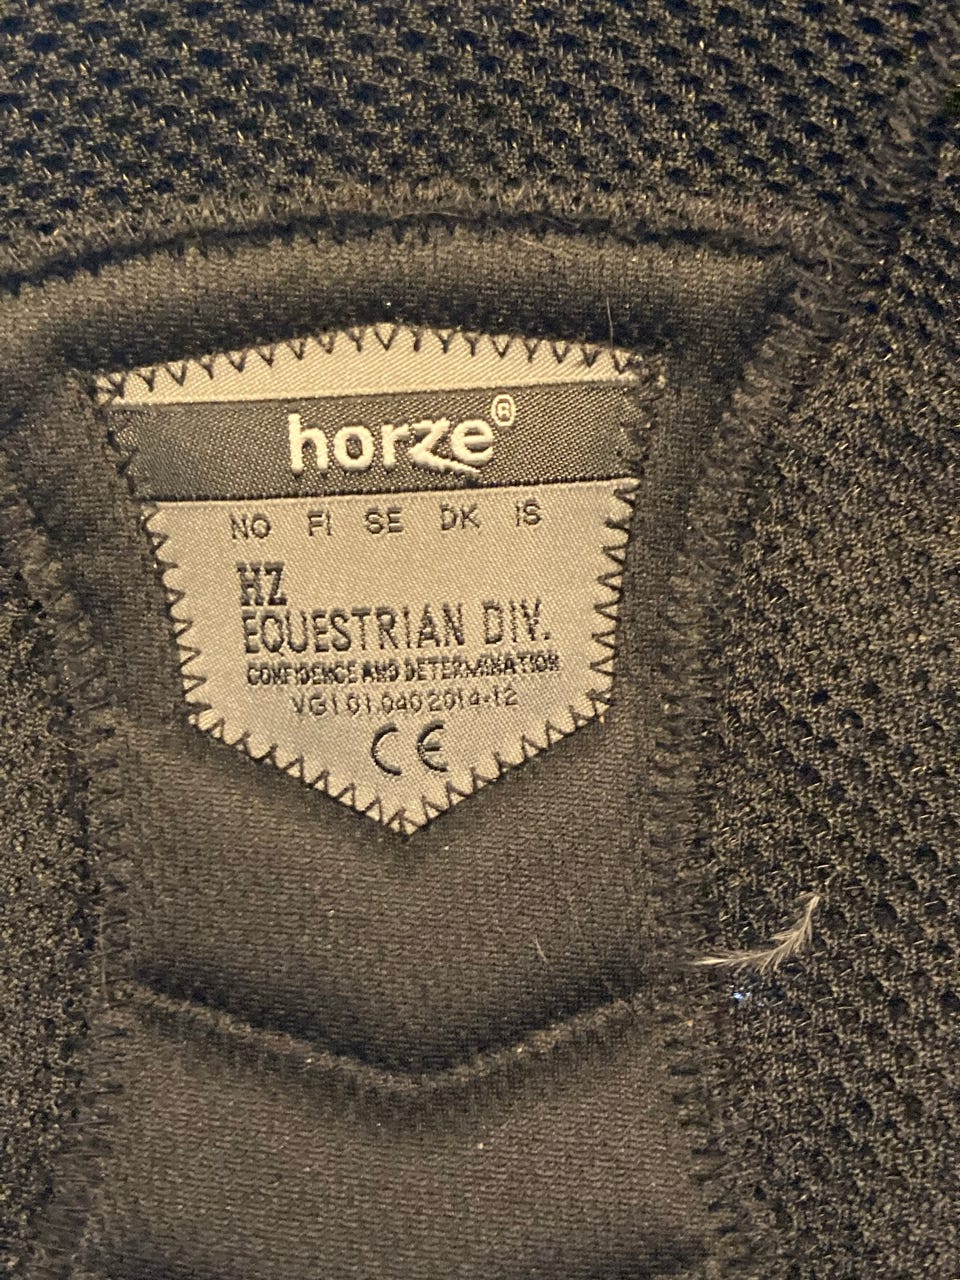 horze®
NO FI SE DK IS
HZ
EQUESTRIAN DIV.
CONFIDENCE AND DETERMINATION
VG1 01.040 2014-12
CE